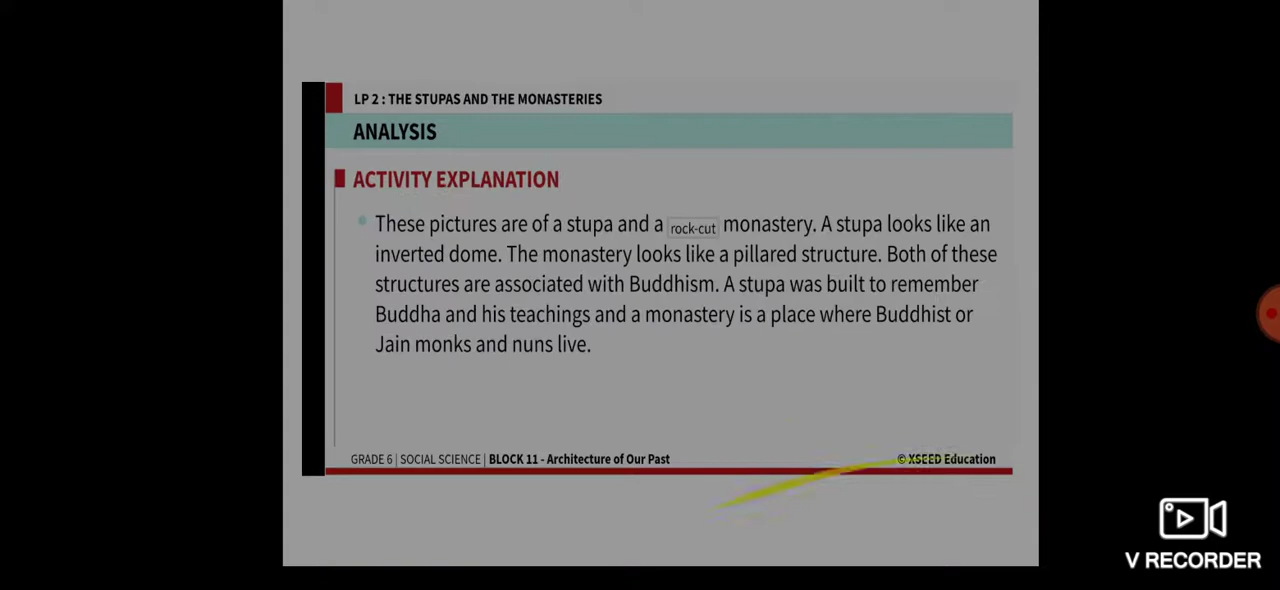 LP 2 : THE STUPAS AND THE MONASTERIES
ANALYSIS
ACTIVITY EXPLANATION
These pictures are of a stupa and a rock-cut monastery. A stupa looks like an
inverted dome. The monastery looks like a pillared structure. Both of these
structures are associated with Buddhism. A stupa was built to remember
Buddha and his teachings and a monastery is a place where Buddhist or
Jain monks and nuns live.
GRADE 6 | SOCIAL SCIENCE | BLOCK 11 - Architecture of Our Past
© XSEED Education
V RECORDER